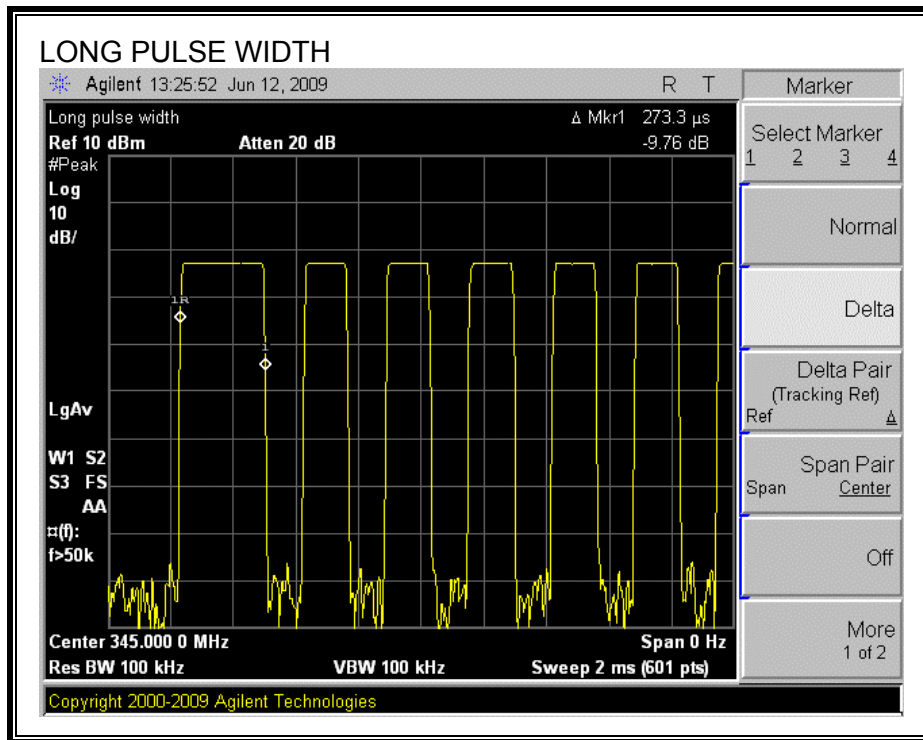 LONG PULSE WIDTH
Agilent 13:25:52 Jun 12, 2009 R T
Long pulse width Δ Mkr1 273.3 µs
Ref 10 dBm Atten 20 dB -9.76 dB
#Peak
Log
10
dB/
1R
1
LgAv
W1 S2
S3 FS
AA
¤(f):
f>50k
Center 345.000 0 MHz Span 0 Hz
Res BW 100 kHz VBW 100 kHz Sweep 2 ms (601 pts)
Copyright 2000-2009 Agilent Technologies
Marker
Select Marker
1 2 3 4
Normal
Delta
Delta Pair
(Tracking Ref)
Ref Δ
Span Pair
Span Center
Off
More
1 of 2